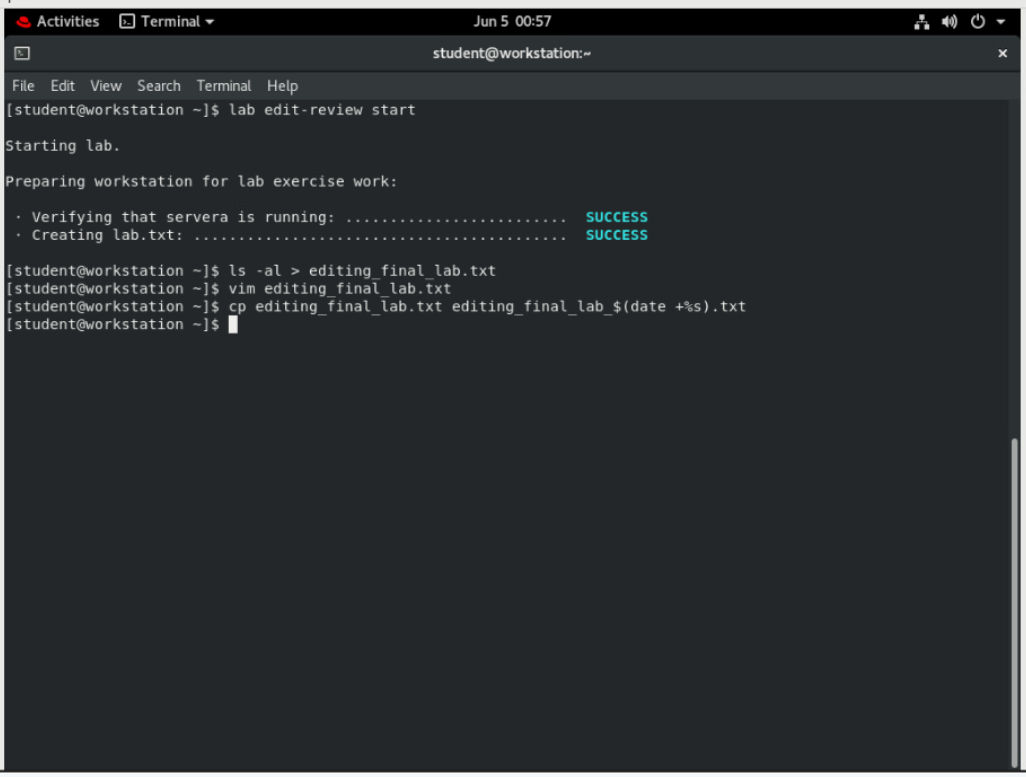 Activities Terminal Jun 5 00:57
student@workstation:~ ×
File Edit View Search Terminal Help
[student@workstation ~]$ lab edit-review start
Starting lab.
Preparing workstation for lab exercise work:
· Verifying that servera is running: ......................... SUCCESS
· Creating lab.txt: .......................................... SUCCESS
[student@workstation ~]$ ls -al > editing_final_lab.txt
[student@workstation ~]$ vim editing_final_lab.txt
[student@workstation ~]$ cp editing_final_lab.txt editing_final_lab_$(date +%s).txt
[student@workstation ~]$